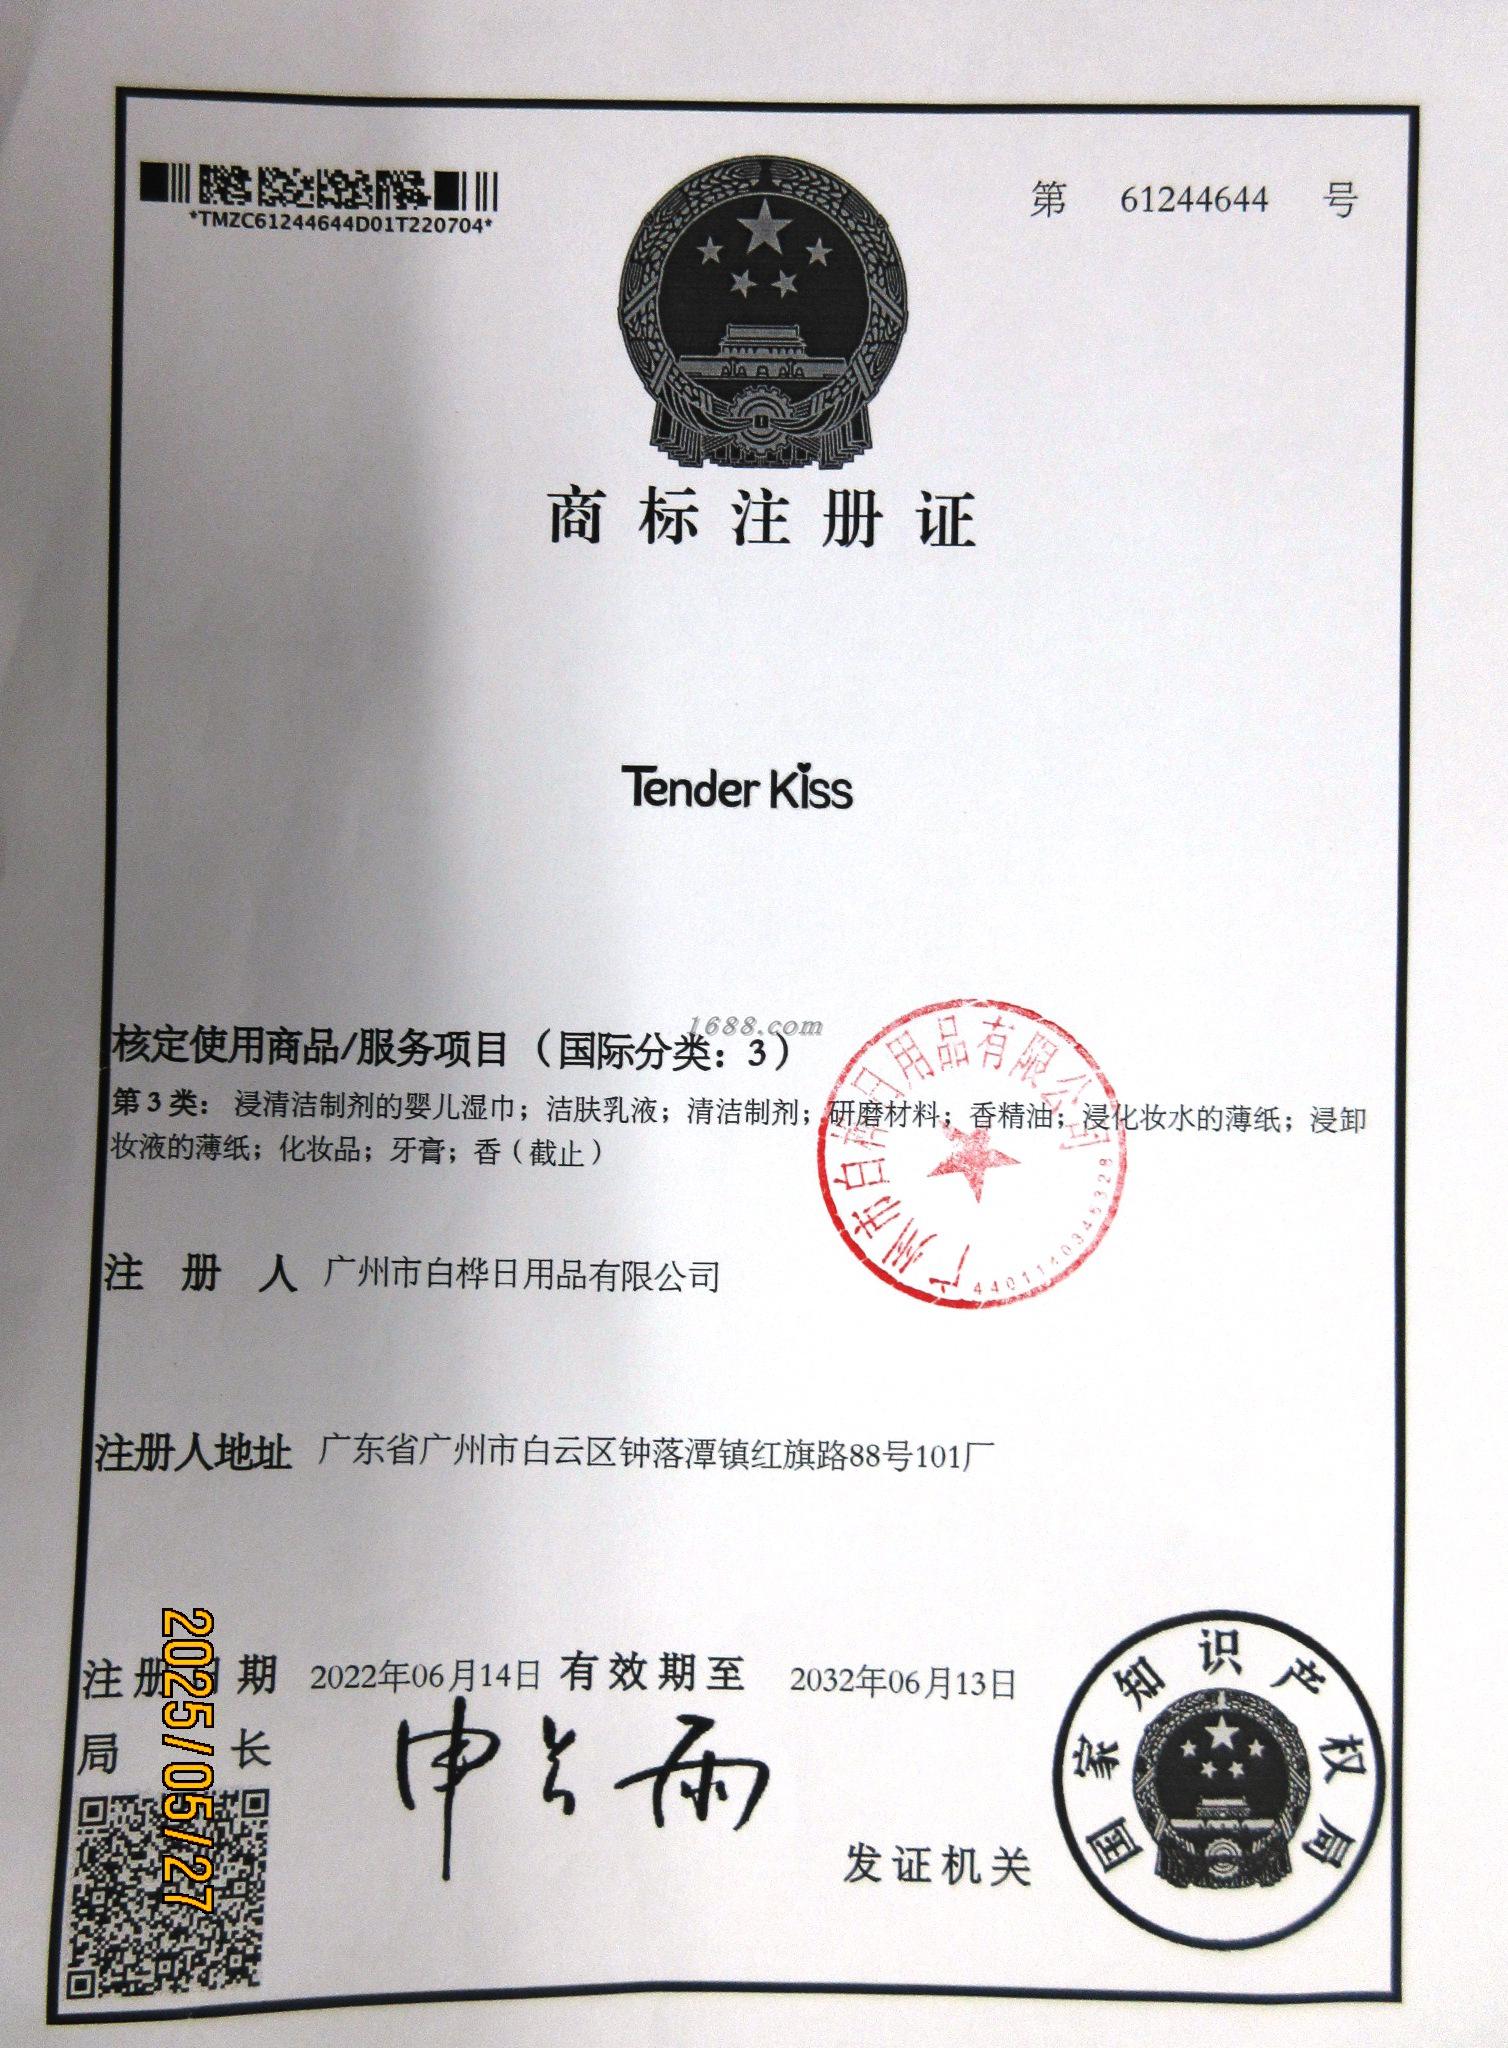 *TMZC61244644D01T220704*
第 61244644 号
商标注册证
Tender Kiss
1688.com
核定使用商品/服务项目（国际分类：3）
第3类：浸清洁制剂的婴儿湿巾；洁肤乳液；清洁制剂；研磨材料；香精油；浸化妆水的薄纸；浸卸
妆液的薄纸；化妆品；牙膏；香（截止）
广州市白桦日用品有限公司
注册人 广州市白桦日用品有限公司
注册人地址 广东省广州市白云区钟落潭镇红旗路88号101厂
注册日期 2022年06月14日 有效期至 2032年06月13日
局长 申长雨
发证机关
国家知识产权局
2025/05/27